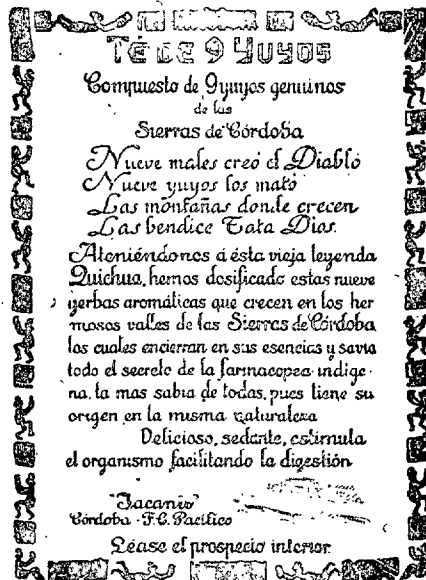 Té de 9 Yuyos
Compuesto de 9 yuyos genuinos
de las
Sierras de Córdoba
Nueve males creó el Diablo
Nueve yuyos los mató
Las montañas donde crecen
Las bendice Tata Dios.
Ateniéndonos á ésta vieja leyenda
Quichua, hemos dosificado estas nueve
yerbas aromáticas que crecen en los her
mosos valles de las Sierras de Córdoba
las cuales encierran en sus esencias y savia
todo el secreto de la farmacopea indige-
na, la mas sabia de todas, pues tiene su
origen en la misma naturaleza
Delicioso, sedante, estimula
el organismo facilitando la digestión
"Jacanto"
Córdoba - F.C. Pacífico
Léase el prospecto interior